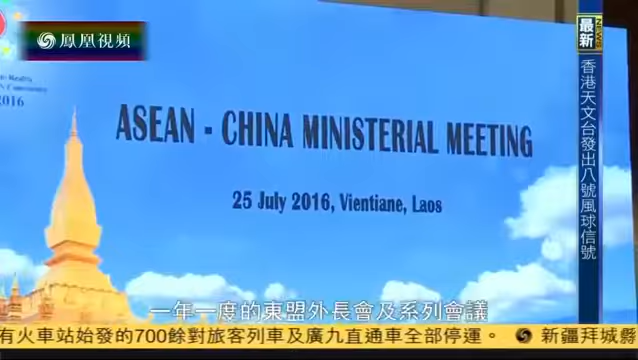 鳳凰視頻
2016
ASEAN - CHINA MINISTERIAL MEETING
25 July 2016, Vientiane, Laos
最新
NEWS
香港天文台發出八號風球信號
一年一度的東盟外長會及系列會議
有火車站始發的700餘對旅客列車及廣九直通車全部停運。 新疆拜城縣